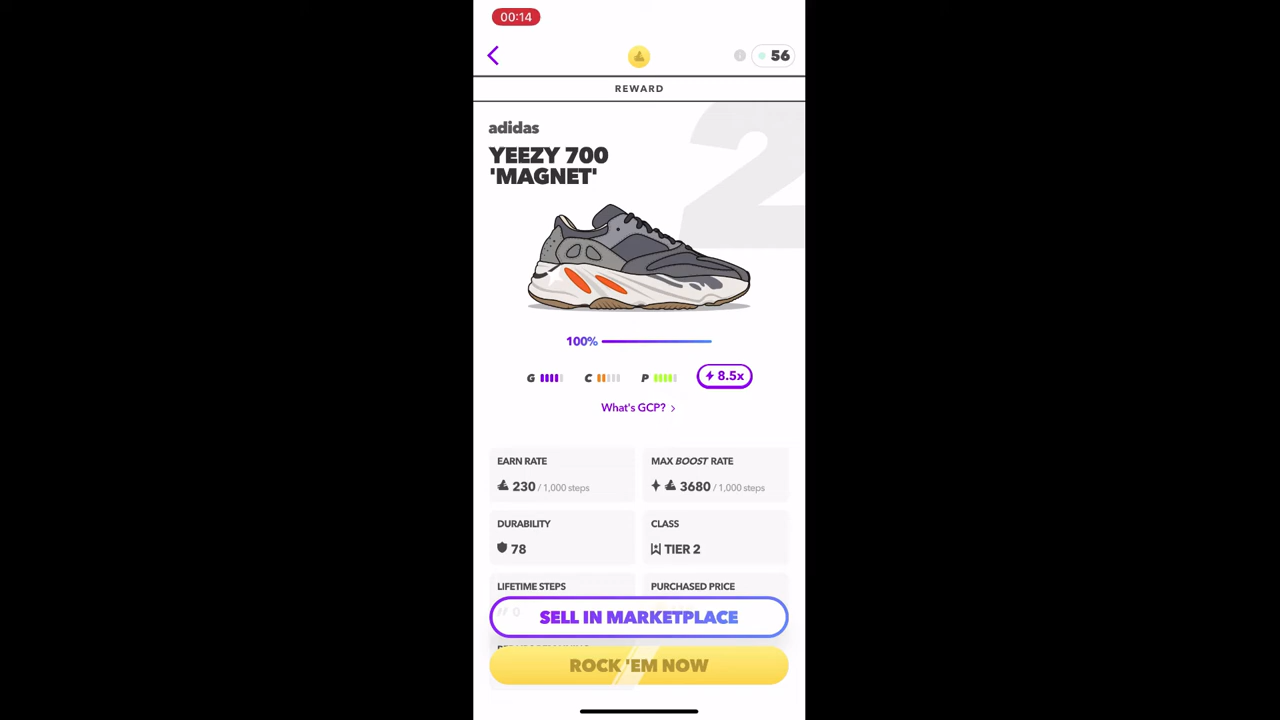 00:14
56
REWARD
adidas
YEEZY 700
'MAGNET'
2
100%
G C P 8.5x
What's GCP? >
EARN RATE
230 / 1,000 steps
MAX BOOST RATE
3680 / 1,000 steps
DURABILITY
78
CLASS
TIER 2
LIFETIME STEPS
0
PURCHASED PRICE
SELL IN MARKETPLACE
ROCK 'EM NOW